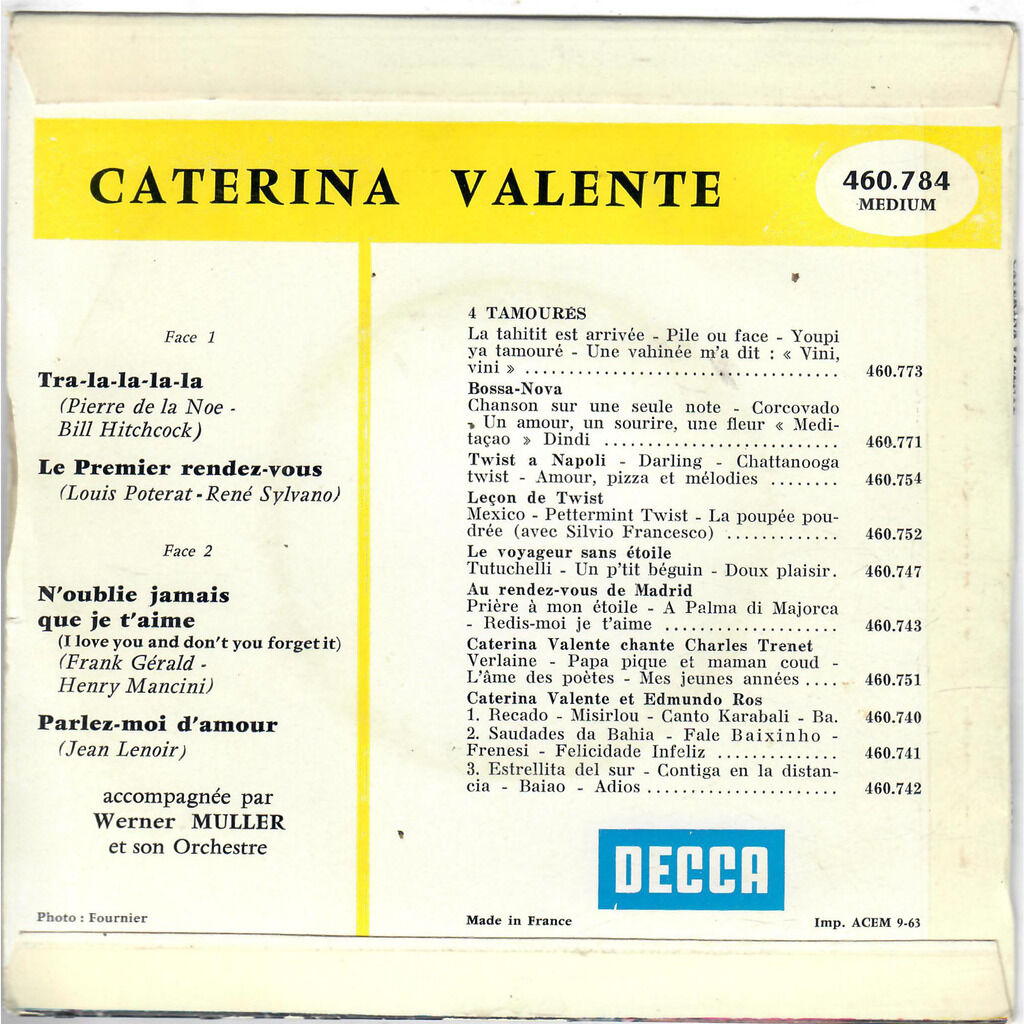 CATERINA VALENTE
460.784
MEDIUM
Face 1
Tra-la-la-la-la
(Pierre de la Noe -
Bill Hitchcock)
Le Premier rendez-vous
(Louis Poterat - René Sylvano)
Face 2
N'oublie jamais
que je t'aime
(I love you and don't you forget it)
(Frank Gérald -
Henry Mancini)
Parlez-moi d'amour
(Jean Lenoir)
accompagnée par
Werner MULLER
et son Orchestre
Photo : Fournier
4 TAMOURÉS
La tahitit est arrivée - Pile ou face - Youpi
ya tamouré - Une vahinée m'a dit : « Vini,
vini » .................................... 460.773
Bossa-Nova
Chanson sur une seule note - Corcovado
- Un amour, un sourire, une fleur « Medi-
taçao » Dindi ........................... 460.771
Twist a Napoli - Darling - Chattanooga
twist - Amour, pizza et mélodies ........ 460.754
Leçon de Twist
Mexico - Pettermint Twist - La poupée pou-
drée (avec Silvio Francesco) ............. 460.752
Le voyageur sans étoile
Tutuchelli - Un p'tit béguin - Doux plaisir. 460.747
Au rendez-vous de Madrid
Prière à mon étoile - A Palma di Majorca
- Redis-moi je t'aime .................... 460.743
Caterina Valente chante Charles Trenet
Verlaine - Papa pique et maman coud -
L'âme des poètes - Mes jeunes années .... 460.751
Caterina Valente et Edmundo Ros
1. Recado - Misirlou - Canto Karabali - Ba. 460.740
2. Saudades da Bahia - Fale Baixinho -
Frenesi - Felicidade Infeliz .............. 460.741
3. Estrellita del sur - Contiga en la distan-
cia - Baiao - Adios ...................... 460.742
DECCA
Made in France
Imp. ACEM 9-63